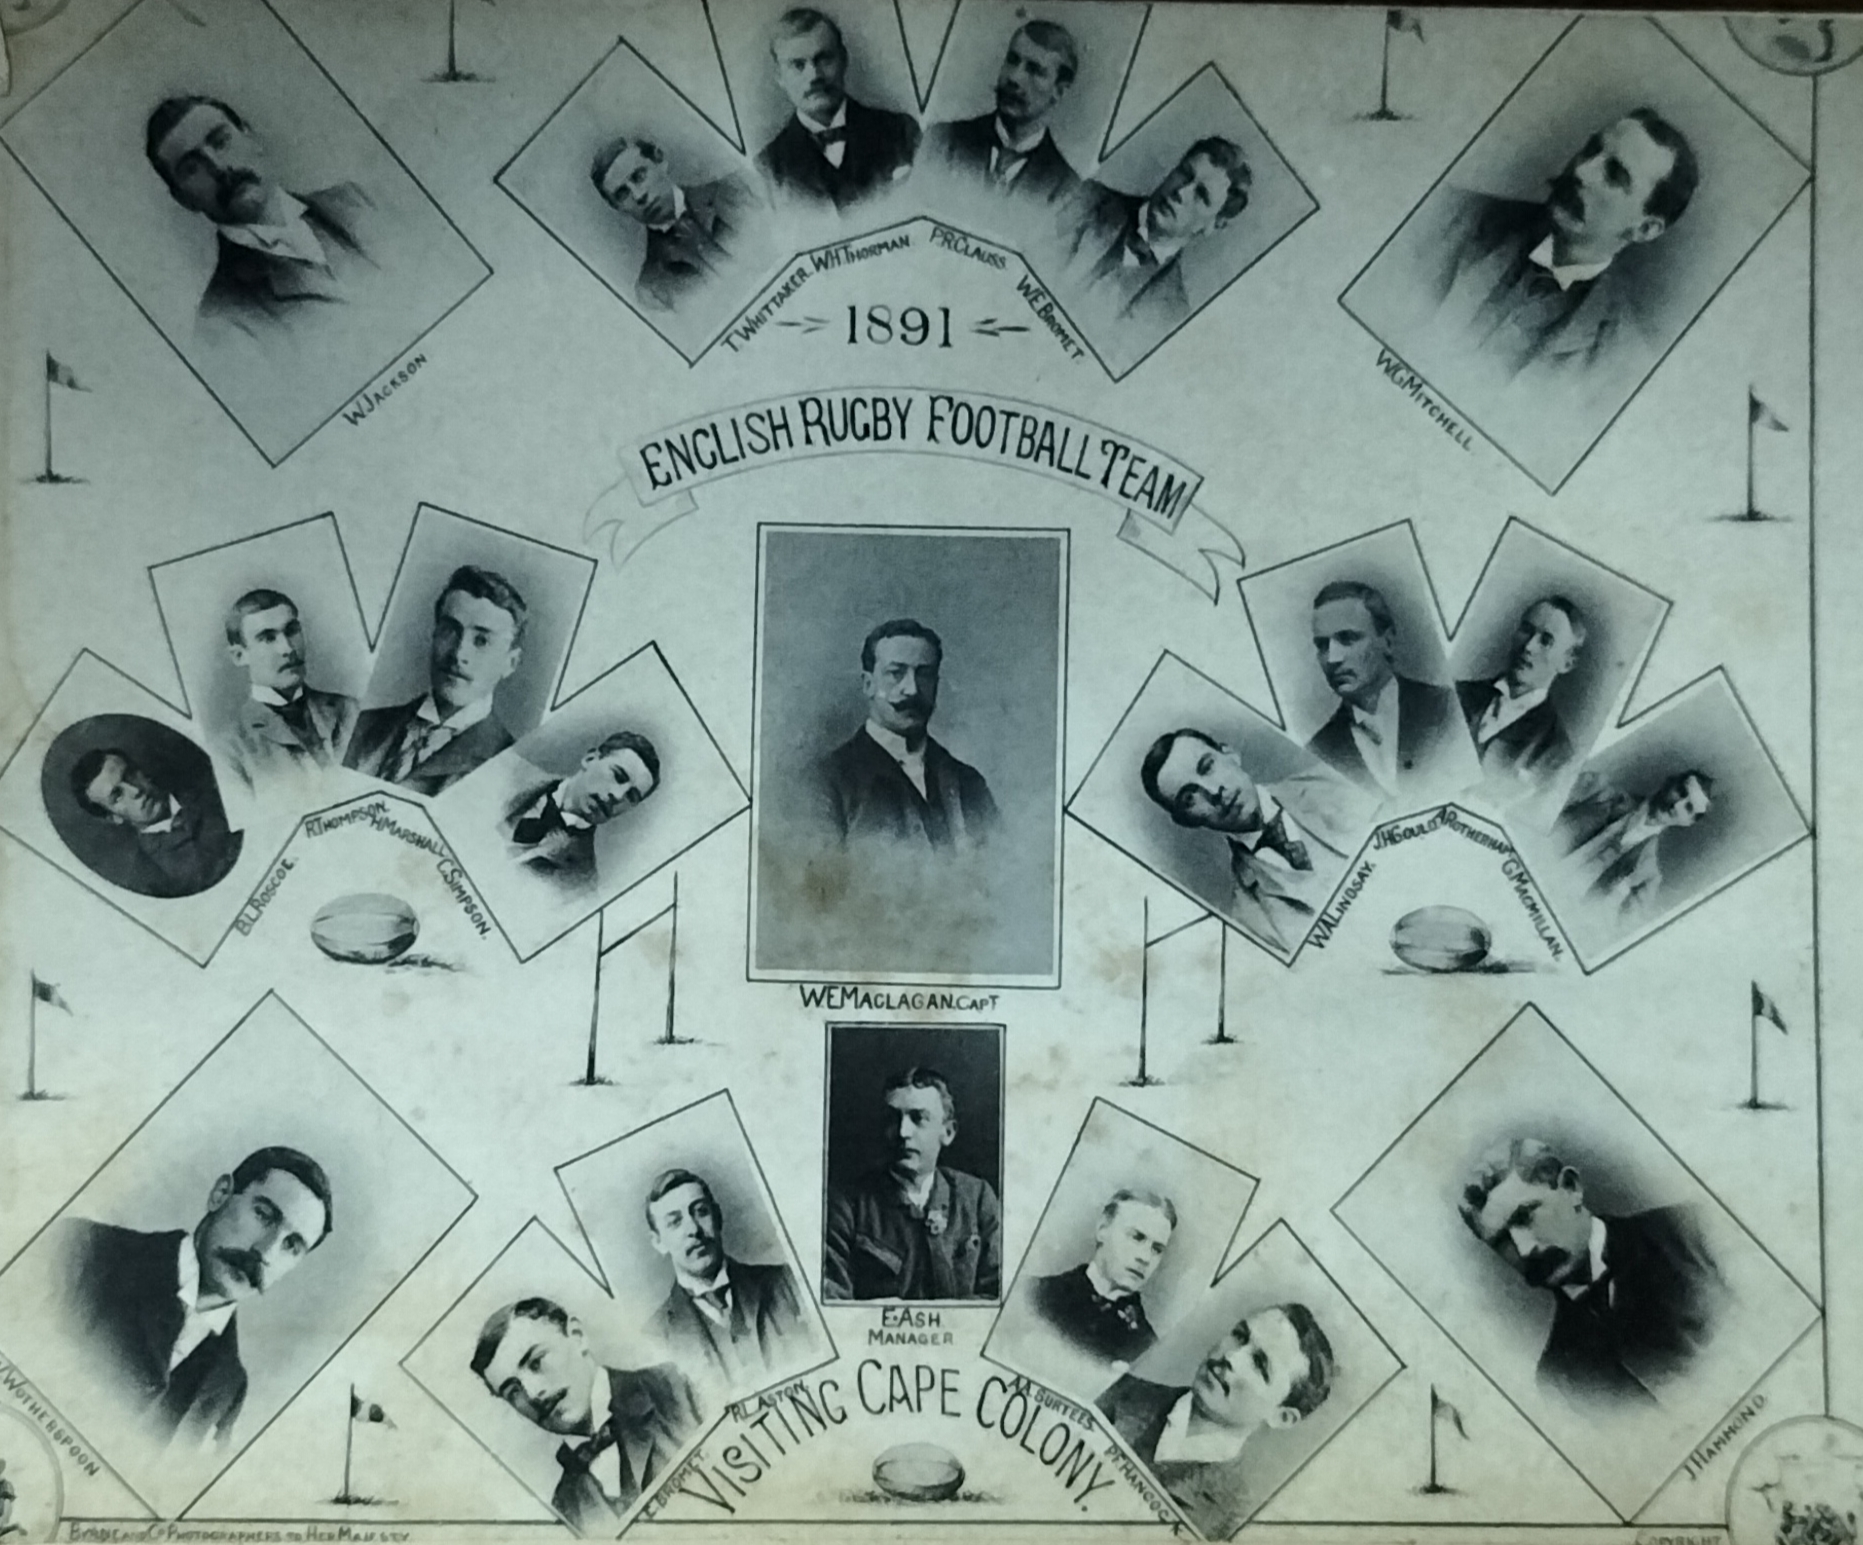 T.WHITTAKER.
W.H.THORMAN.
P.R.CLAUSS.
W.E.BROMET.
1891
W.JACKSON
W.G.MITCHELL
ENGLISH RUGBY FOOTBALL TEAM
B.L.ROSCOE.
R.THOMPSON.
H.MARSHALL
C.SIMPSON.
W.A.LINDSAY.
J.H.GOULD.
A.ROTHERHAM
G.MACMILLAN.
W.E.MACLAGAN.CAPT
E.ASH
MANAGER
WOTHERSPOON
E.BROMET.
R.L.ASTON.
A.A.SURTEES
P.F.HANCOCK
J.HAMMOND.
VISITING CAPE COLONY.
PHOTOGRAPHERS TO HER MAJESTY.
COPYRIGHT